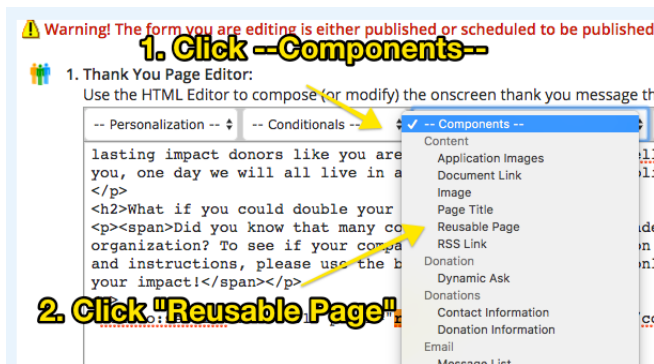 Warning! The form you are editing is either published or scheduled to be published
1. Click --Components--
1. Thank You Page Editor:
Use the HTML Editor to compose (or modify) the onscreen thank you message th
-- Personalization --
-- Conditionals --
✓ -- Components --
Content
Application Images
Document Link
Image
Page Title
Reusable Page
RSS Link
Donation
Dynamic Ask
Donations
Contact Information
Donation Information
Email
Message List
lasting impact donors like you are
you, one day we will all live in a
</p>
<h2>What if you could double your
<p><span>Did you know that many co
organization? To see if your compa
and instructions, please use the b
your impact!</span></p>
2. Click "Reusable Page"